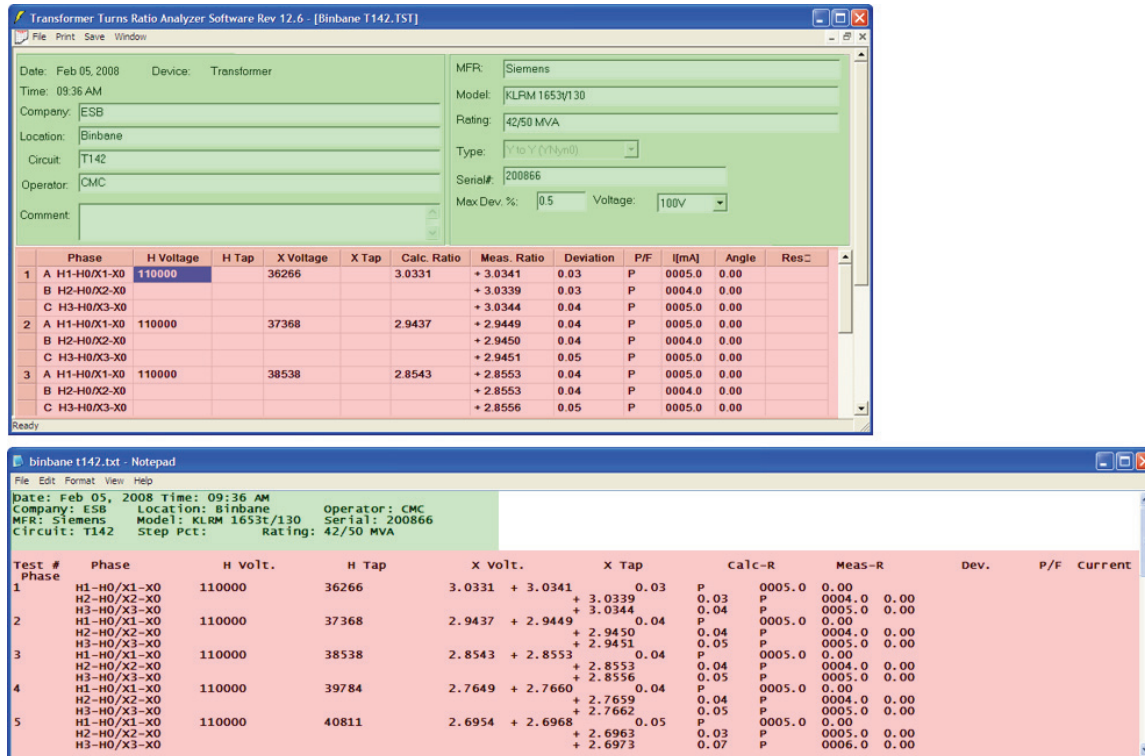 Transformer Turns Ratio Analyzer Software Rev 12.6 - [Binbane T142.TST]
File Print Save Window
Date: Feb 05, 2008 Device: Transformer
Time: 09:36 AM
Company: ESB
Location: Binbane
Circuit: T142
Operator: CMC
Comment:
MFR: Siemens
Model: KLRM 1653t/130
Rating: 42/50 MVA
Type: Y to Y (YNyn0)
Serial#: 200866
Max Dev. %: 0.5 Voltage: 100V
Phase H Voltage H Tap X Voltage X Tap Calc. Ratio Meas. Ratio Deviation P/F I[mA] Angle Res
1 A H1-H0/X1-X0 110000 36266 3.0331 + 3.0341 0.03 P 0005.0 0.00
B H2-H0/X2-X0 + 3.0339 0.03 P 0004.0 0.00
C H3-H0/X3-X0 + 3.0344 0.04 P 0005.0 0.00
2 A H1-H0/X1-X0 110000 37368 2.9437 + 2.9449 0.04 P 0005.0 0.00
B H2-H0/X2-X0 + 2.9450 0.04 P 0004.0 0.00
C H3-H0/X3-X0 + 2.9451 0.05 P 0005.0 0.00
3 A H1-H0/X1-X0 110000 38538 2.8543 + 2.8553 0.04 P 0005.0 0.00
B H2-H0/X2-X0 + 2.8553 0.04 P 0004.0 0.00
C H3-H0/X3-X0 + 2.8556 0.05 P 0005.0 0.00
Ready
binbane t142.txt - Notepad
File Edit Format View Help
Date: Feb 05, 2008 Time: 09:36 AM
Company: ESB Location: Binbane Operator: CMC
MFR: Siemens Model: KLRM 1653t/130 Serial: 200866
Circuit: T142 Step Pct: Rating: 42/50 MVA
Test # Phase H Volt. H Tap X Volt. X Tap Calc-R Meas-R Dev. P/F Current
Phase
1 H1-H0/X1-X0 110000 36266 3.0331 + 3.0341 0.03 P 0005.0 0.00
H2-H0/X2-X0 + 3.0339 0.03 P 0004.0 0.00
H3-H0/X3-X0 + 3.0344 0.04 P 0005.0 0.00
2 H1-H0/X1-X0 110000 37368 2.9437 + 2.9449 0.04 P 0005.0 0.00
H2-H0/X2-X0 + 2.9450 0.04 P 0004.0 0.00
H3-H0/X3-X0 + 2.9451 0.05 P 0005.0 0.00
3 H1-H0/X1-X0 110000 38538 2.8543 + 2.8553 0.04 P 0005.0 0.00
H2-H0/X2-X0 + 2.8553 0.04 P 0004.0 0.00
H3-H0/X3-X0 + 2.8556 0.05 P 0005.0 0.00
4 H1-H0/X1-X0 110000 39784 2.7649 + 2.7660 0.04 P 0005.0 0.00
H2-H0/X2-X0 + 2.7659 0.04 P 0004.0 0.00
H3-H0/X3-X0 + 2.7662 0.05 P 0005.0 0.00
5 H1-H0/X1-X0 110000 40811 2.6954 + 2.6968 0.05 P 0005.0 0.00
H2-H0/X2-X0 + 2.6963 0.03 P 0005.0 0.00
H3-H0/X3-X0 + 2.6973 0.07 P 0006.0 0.00